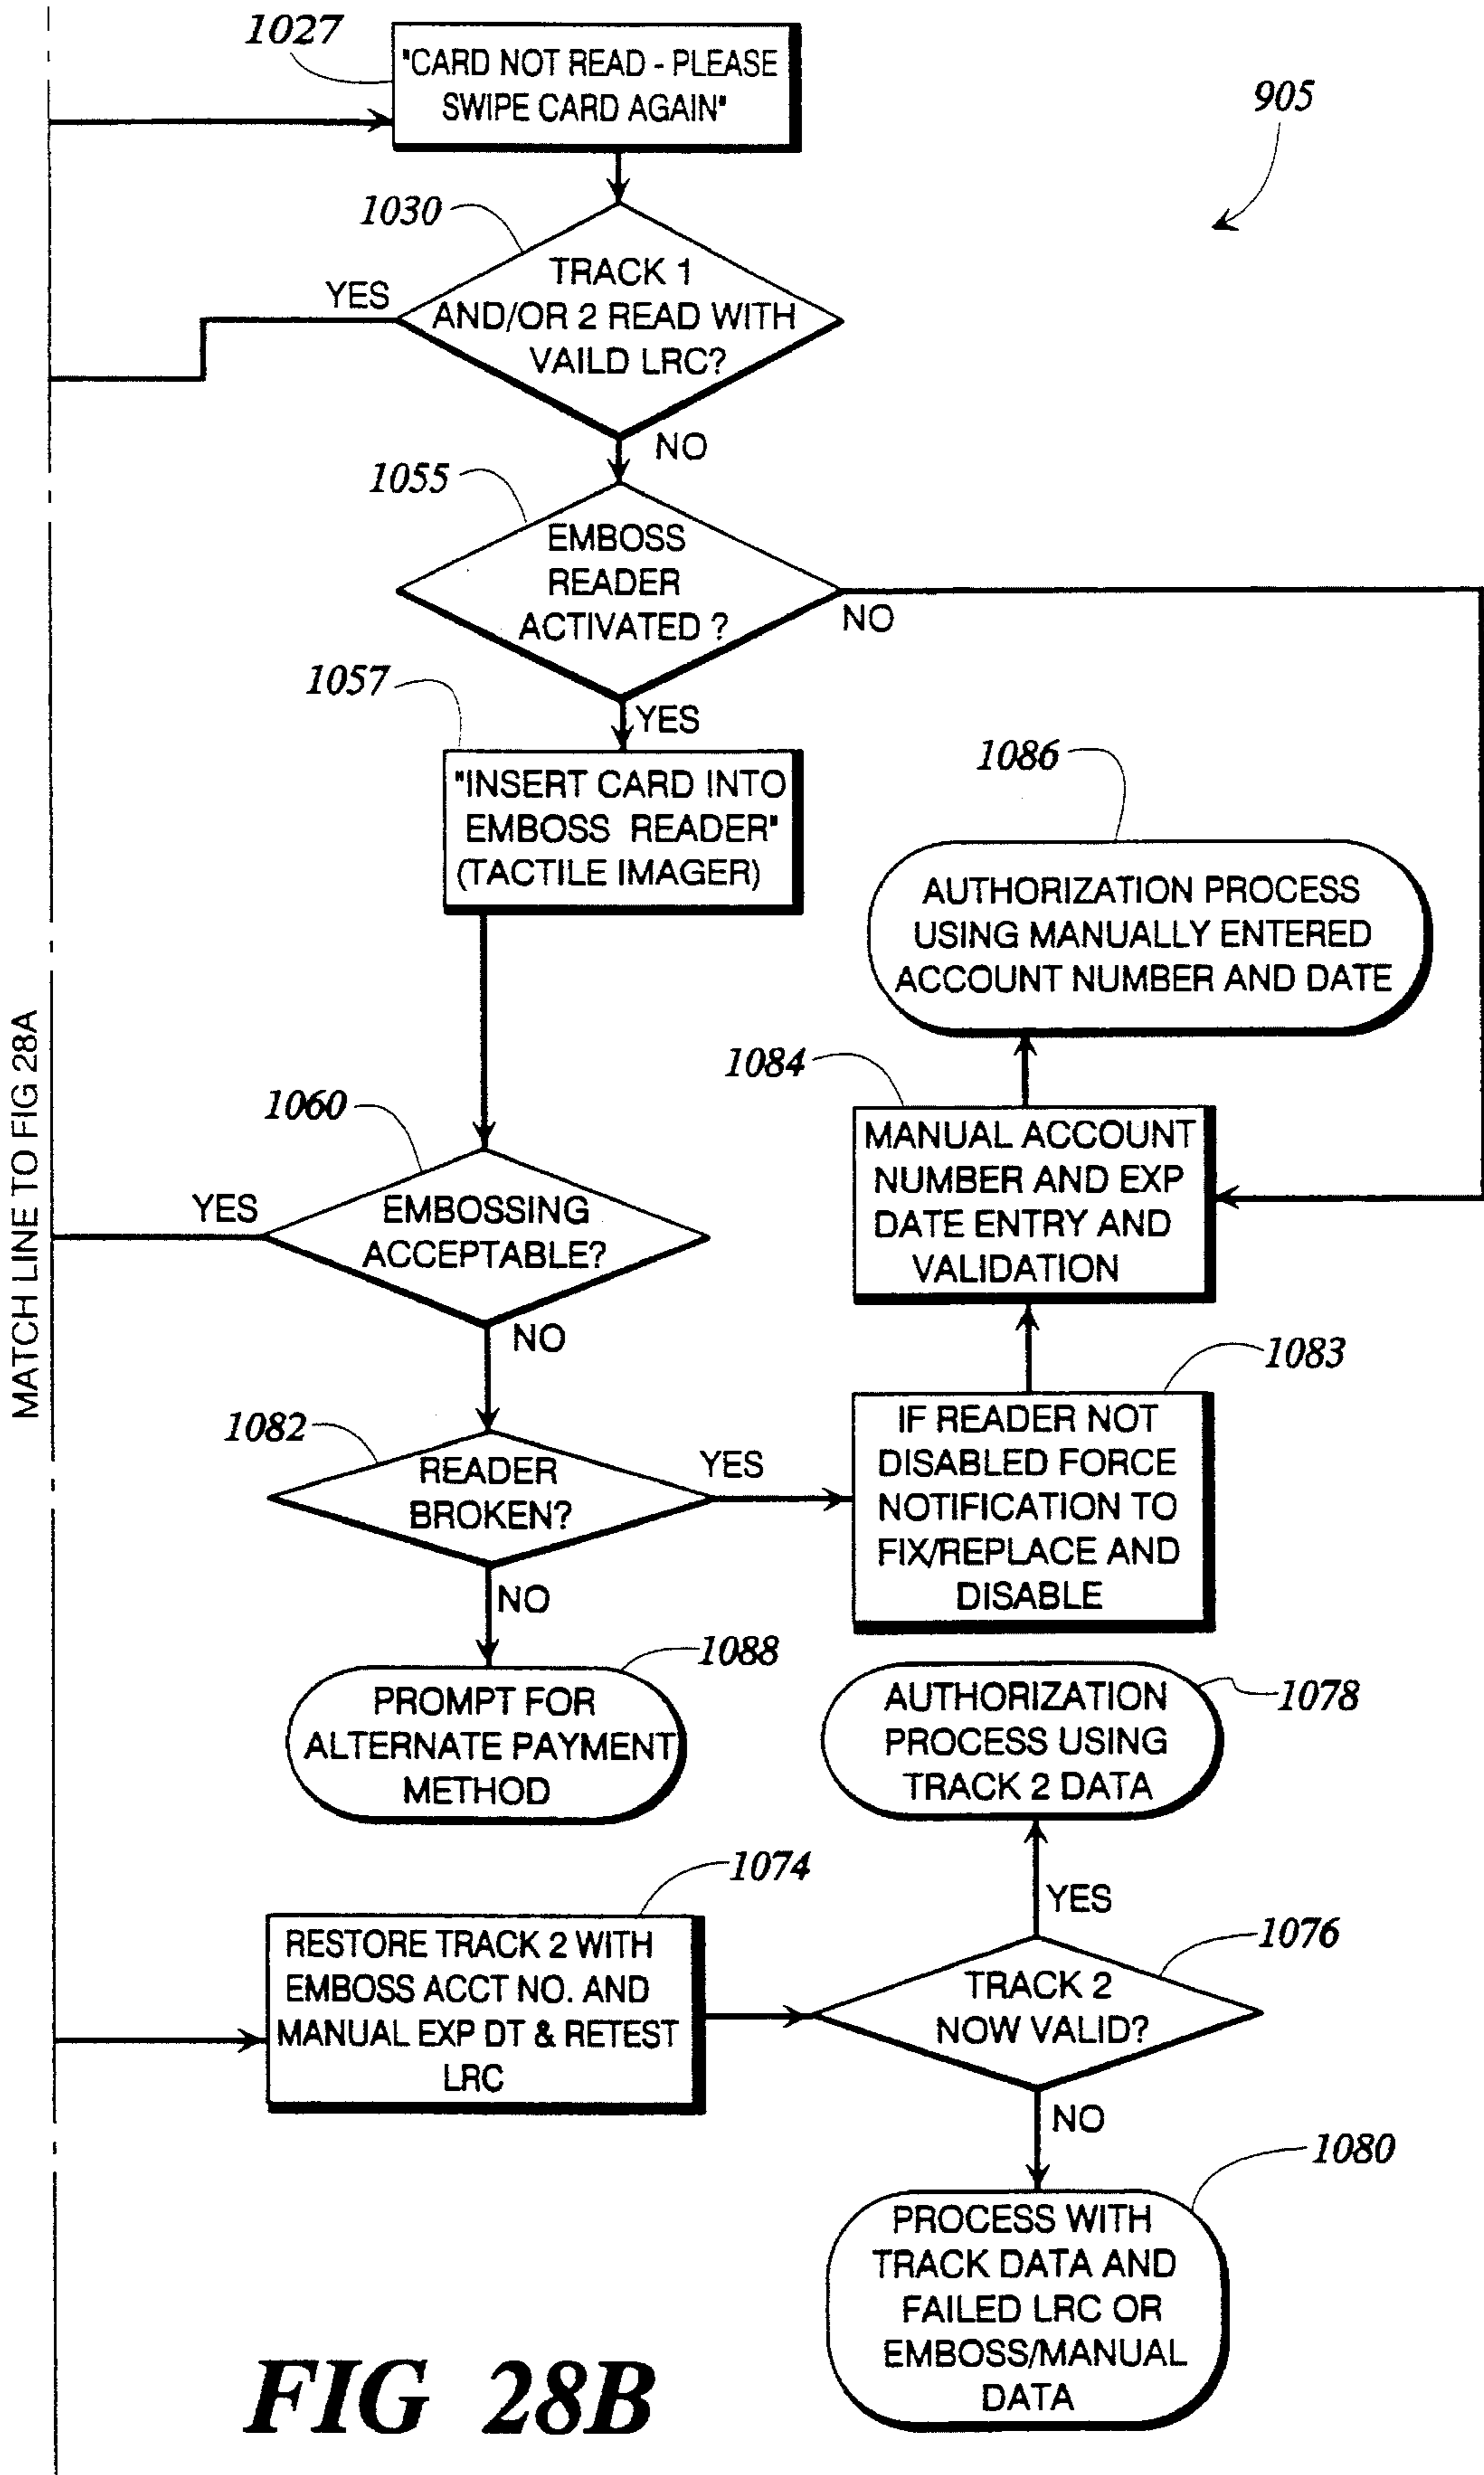 1027
"CARD NOT READ - PLEASE
SWIPE CARD AGAIN"
905
1030
TRACK 1
AND/OR 2 READ WITH
VAILD LRC?
YES
NO
1055
EMBOSS
READER
ACTIVATED ?
NO
YES
1057
"INSERT CARD INTO
EMBOSS READER"
(TACTILE IMAGER)
1086
AUTHORIZATION PROCESS
USING MANUALLY ENTERED
ACCOUNT NUMBER AND DATE
1084
MANUAL ACCOUNT
NUMBER AND EXP
DATE ENTRY AND
VALIDATION
1060
YES
EMBOSSING
ACCEPTABLE?
NO
MATCH LINE TO FIG 28A
1083
IF READER NOT
DISABLED FORCE
NOTIFICATION TO
FIX/REPLACE AND
DISABLE
1082
READER
BROKEN?
YES
NO
1088
PROMPT FOR
ALTERNATE PAYMENT
METHOD
1078
AUTHORIZATION
PROCESS USING
TRACK 2 DATA
1074
RESTORE TRACK 2 WITH
EMBOSS ACCT NO. AND
MANUAL EXP DT & RETEST
LRC
YES
1076
TRACK 2
NOW VALID?
NO
1080
PROCESS WITH
TRACK DATA AND
FAILED LRC OR
EMBOSS/MANUAL
DATA
FIG 28B